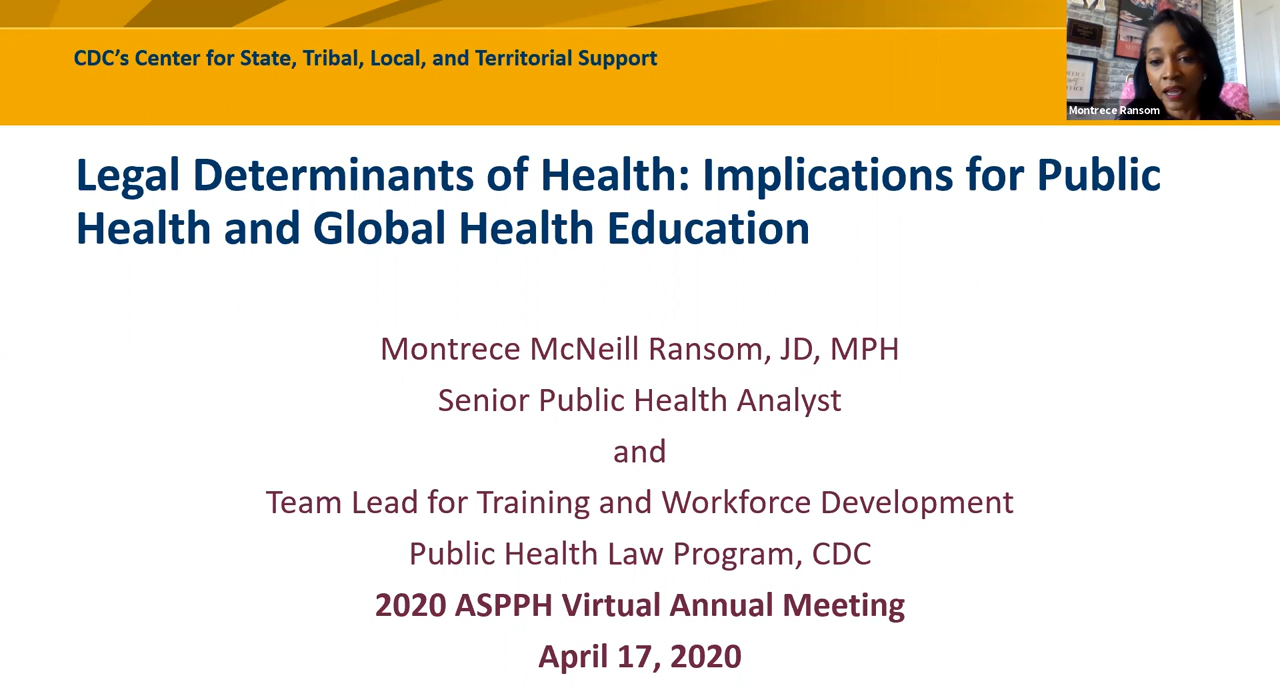 CDC’s Center for State, Tribal, Local, and Territorial Support
Montrece Ransom
Legal Determinants of Health: Implications for Public
Health and Global Health Education
Montrece McNeill Ransom, JD, MPH
Senior Public Health Analyst
and
Team Lead for Training and Workforce Development
Public Health Law Program, CDC
2020 ASPPH Virtual Annual Meeting
April 17, 2020